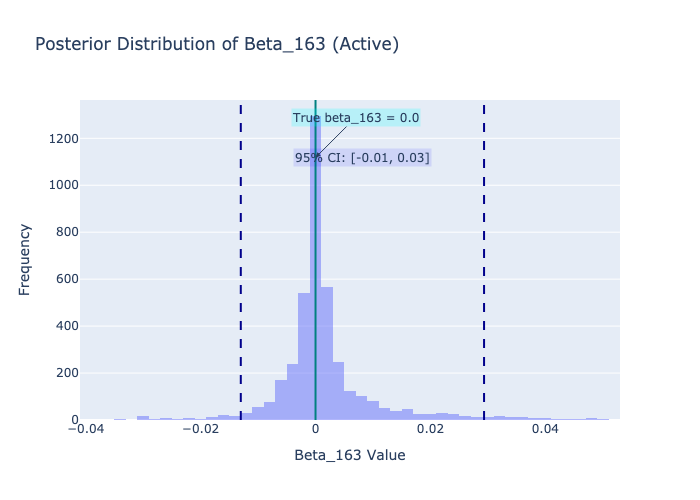 Posterior Distribution of Beta_163 (Active)
True beta_163 = 0.0
95% CI: [-0.01, 0.03]
1200
1000
800
600
400
200
0
Frequency
−0.04
−0.02
0
0.02
0.04
Beta_163 Value